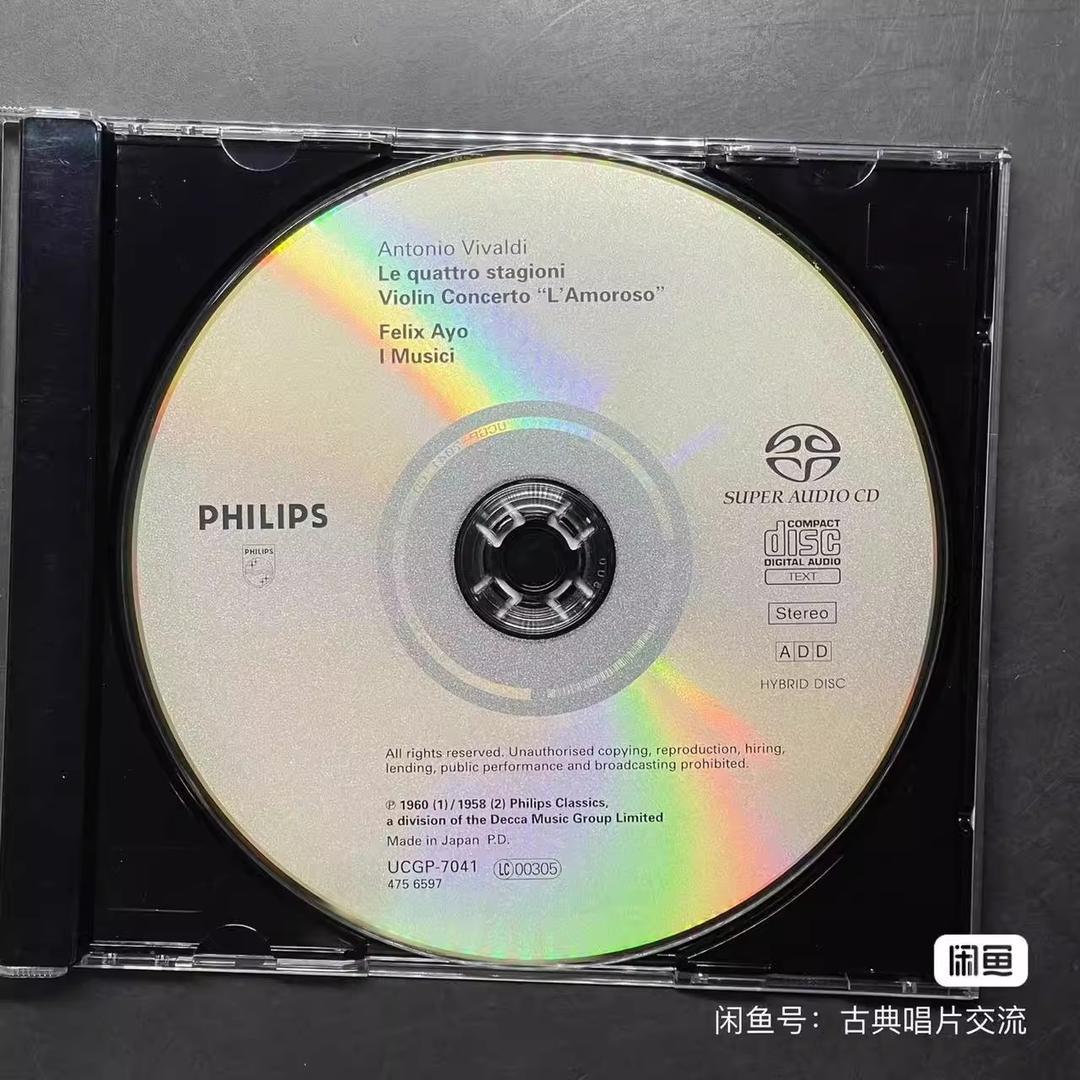 Antonio Vivaldi
Le quattro stagioni
Violin Concerto “L’Amoroso”
Felix Ayo
I Musici
PHILIPS
PHILIPS
SUPER AUDIO CD
COMPACT
disc
DIGITAL AUDIO
TEXT
Stereo
ADD
HYBRID DISC
All rights reserved. Unauthorised copying, reproduction, hiring,
lending, public performance and broadcasting prohibited.
℗ 1960 (1) / 1958 (2) Philips Classics,
a division of the Decca Music Group Limited
Made in Japan P.D.
UCGP-7041 LC 00305
475 6597
闲鱼
闲鱼号：古典唱片交流